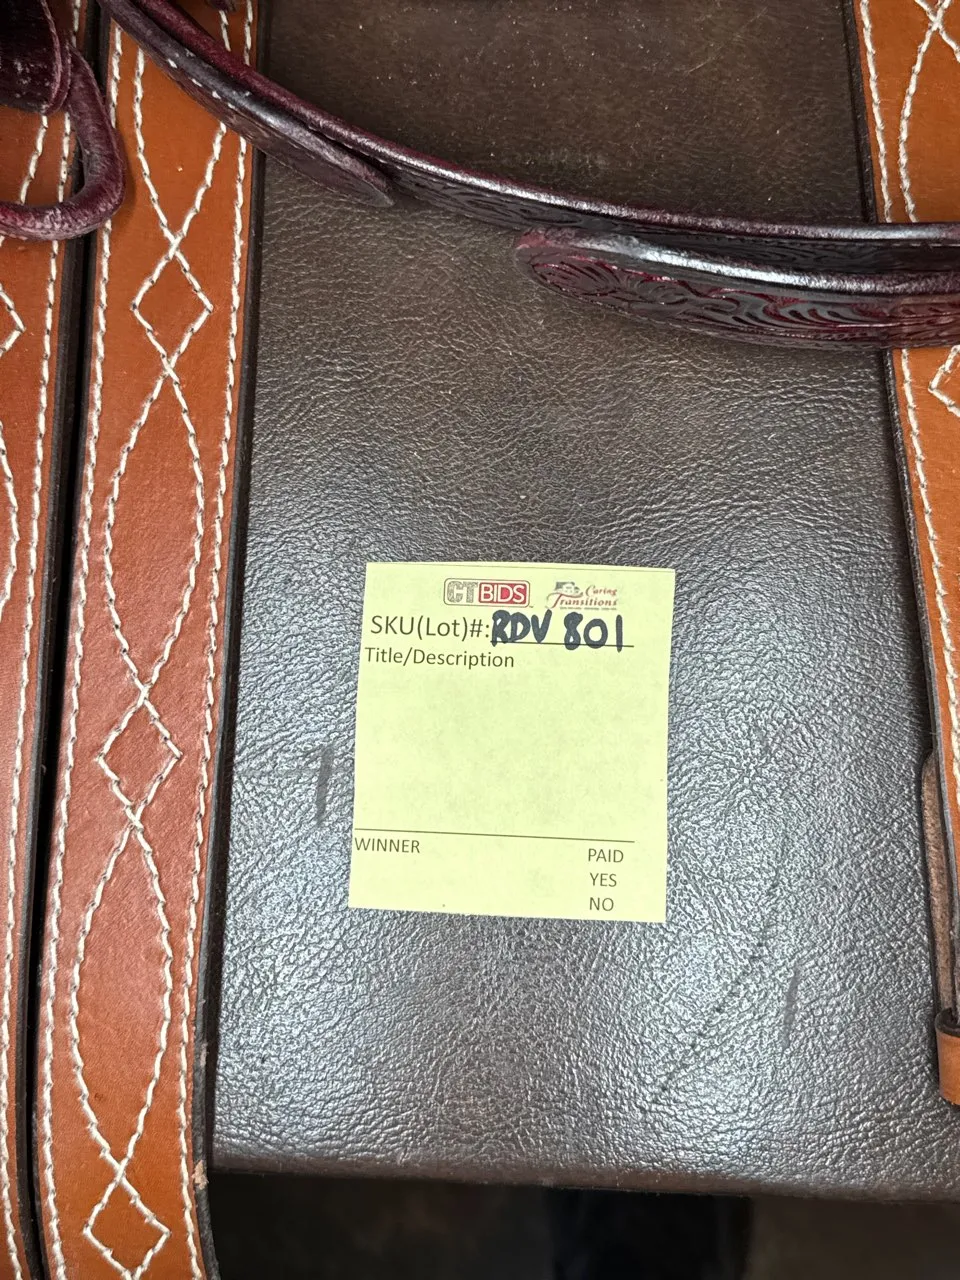 CTBIDS
Caring Transitions
SKU(Lot)#: RDV 801
Title/Description
WINNER
PAID
YES
NO